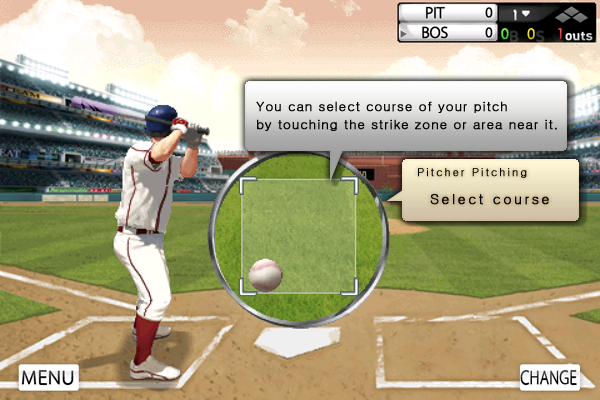 PIT 0 1
BOS 0 0B 0S 1outs
You can select course of your pitch
by touching the strike zone or area near it.
Pitcher Pitching
Select course
MENU
CHANGE